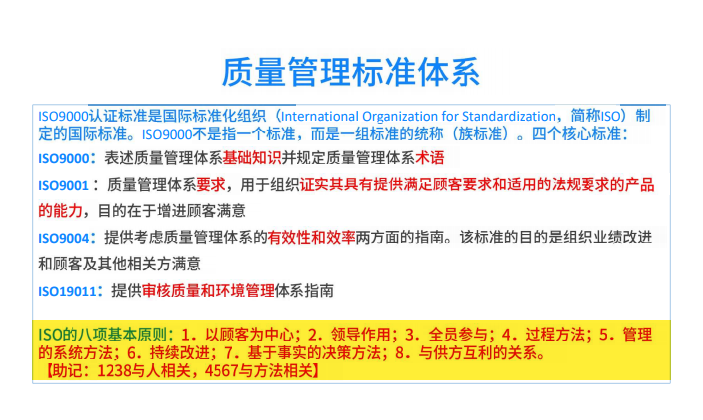 质量管理标准体系
ISO9000认证标准是国际标准化组织（International Organization for Standardization，简称ISO）制
定的国际标准。ISO9000不是指一个标准，而是一组标准的统称（族标准）。四个核心标准：
ISO9000：表述质量管理体系基础知识并规定质量管理体系术语
ISO9001：质量管理体系要求，用于组织证实其具有提供满足顾客要求和适用的法规要求的产品
的能力，目的在于增进顾客满意
ISO9004：提供考虑质量管理体系的有效性和效率两方面的指南。该标准的目的是组织业绩改进
和顾客及其他相关方满意
ISO19011：提供审核质量和环境管理体系指南
ISO的八项基本原则：1．以顾客为中心；2．领导作用；3．全员参与；4．过程方法；5．管理
的系统方法；6．持续改进；7．基于事实的决策方法；8．与供方互利的关系。
【助记：1238与人相关，4567与方法相关】